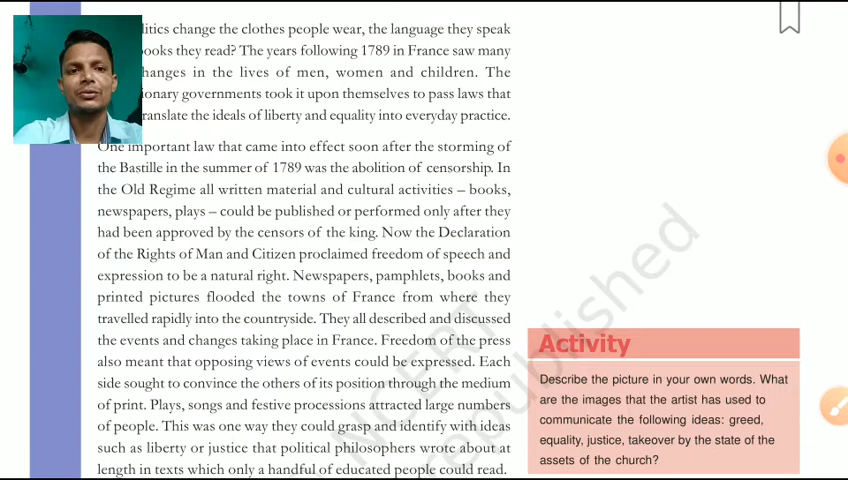 litics change the clothes people wear, the language they speak
ooks they read? The years following 1789 in France saw many
hanges in the lives of men, women and children. The
ionary governments took it upon themselves to pass laws that
ranslate the ideals of liberty and equality into everyday practice.
One important law that came into effect soon after the storming of
the Bastille in the summer of 1789 was the abolition of censorship. In
the Old Regime all written material and cultural activities – books,
newspapers, plays – could be published or performed only after they
had been approved by the censors of the king. Now the Declaration
of the Rights of Man and Citizen proclaimed freedom of speech and
expression to be a natural right. Newspapers, pamphlets, books and
printed pictures flooded the towns of France from where they
travelled rapidly into the countryside. They all described and discussed
the events and changes taking place in France. Freedom of the press
also meant that opposing views of events could be expressed. Each
side sought to convince the others of its position through the medium
of print. Plays, songs and festive processions attracted large numbers
of people. This was one way they could grasp and identify with ideas
such as liberty or justice that political philosophers wrote about at
length in texts which only a handful of educated people could read.
Activity
Describe the picture in your own words. What
are the images that the artist has used to
communicate the following ideas: greed,
equality, justice, takeover by the state of the
assets of the church?
NCERT
republished